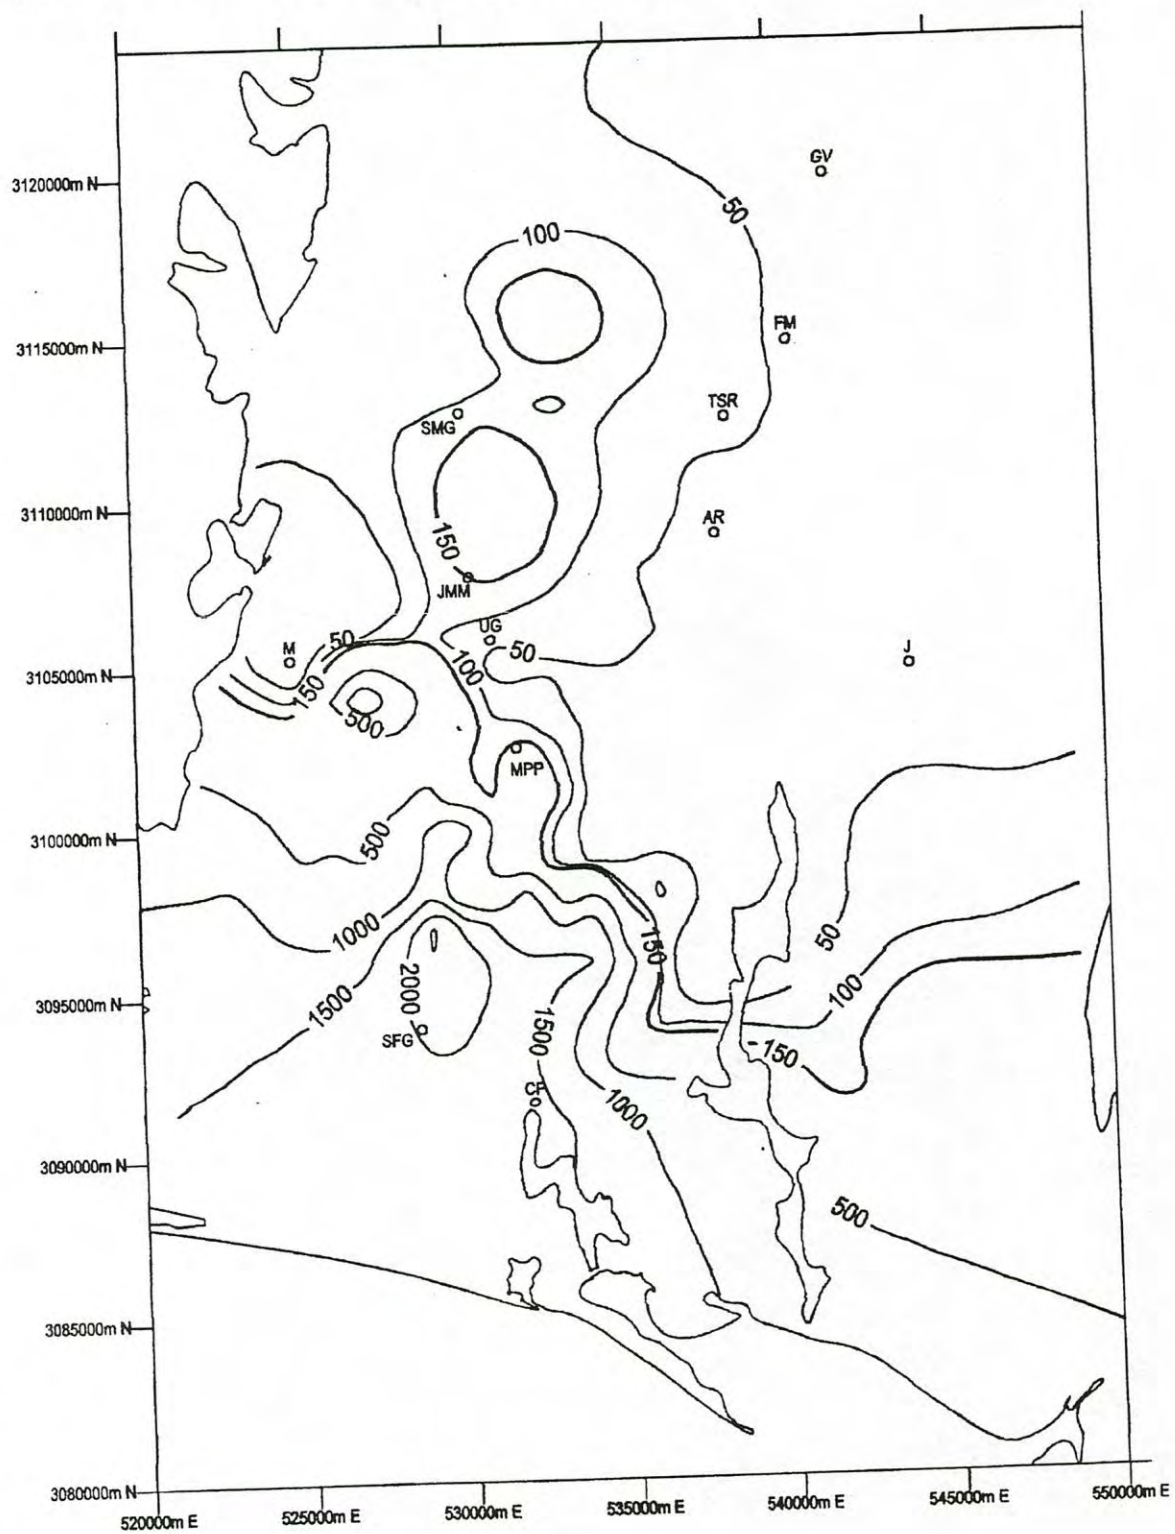 GV
3120000m N
50
100
FM
3115000m N
TSR
SMG
3110000m N
AR
150
JMM
UG
50
M
50
J
3105000m N
100
150
500
MPP
3100000m N
500
50
1000
150
2000
100
3095000m N
1500
1500
SFG
150
CP
1000
3090000m N
500
3085000m N
3080000m N
520000m E
525000m E
530000m E
535000m E
540000m E
545000m E
550000m E